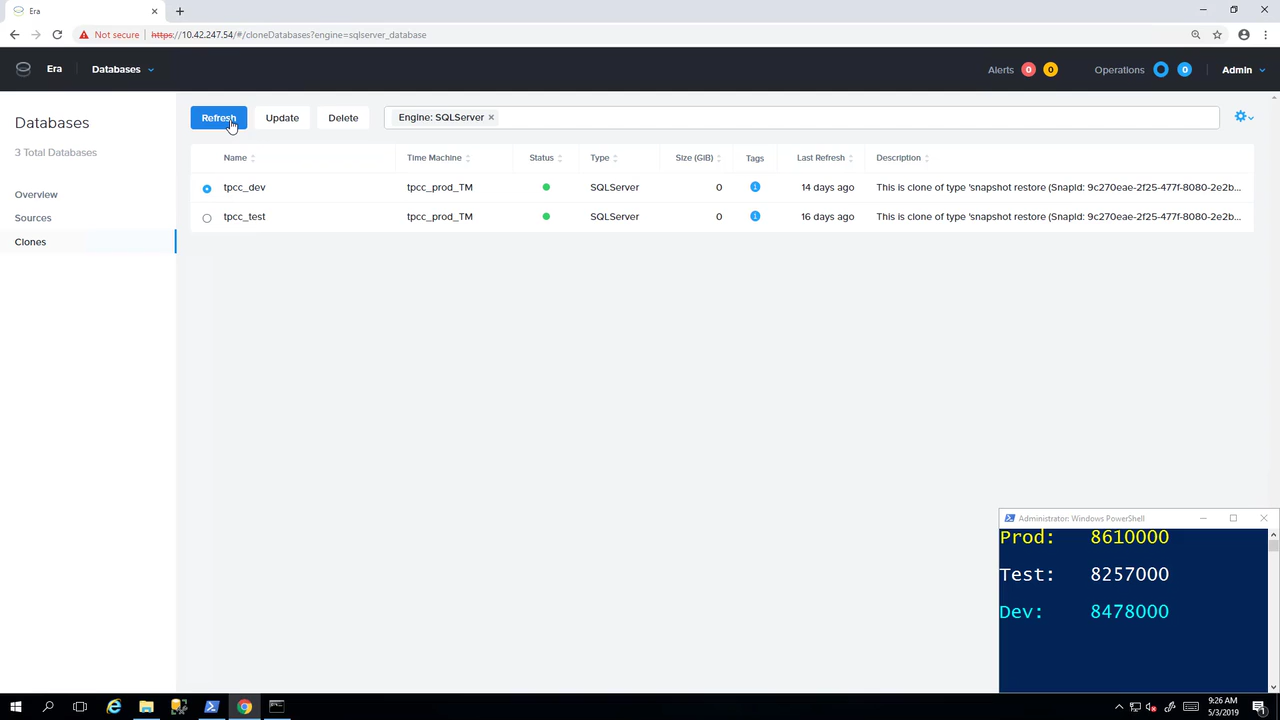 Era
Not secure https://10.42.247.54/#/cloneDatabases?engine=sqlserver_database
Era Databases Alerts 0 0 Operations 0 Admin
Databases
3 Total Databases
Overview
Sources
Clones
Refresh Update Delete Engine: SQLServer ×
Name Time Machine Status Type Size (GiB) Tags Last Refresh Description
tpcc_dev tpcc_prod_TM SQLServer 0 1 14 days ago This is clone of type 'snapshot restore (SnapId: 9c270eae-2f25-477f-8080-2e2b...
tpcc_test tpcc_prod_TM SQLServer 0 1 16 days ago This is clone of type 'snapshot restore (SnapId: 9c270eae-2f25-477f-8080-2e2b...
Administrator: Windows PowerShell
Prod: 8610000
Test: 8257000
Dev: 8478000
9:26 AM
5/3/2019
1